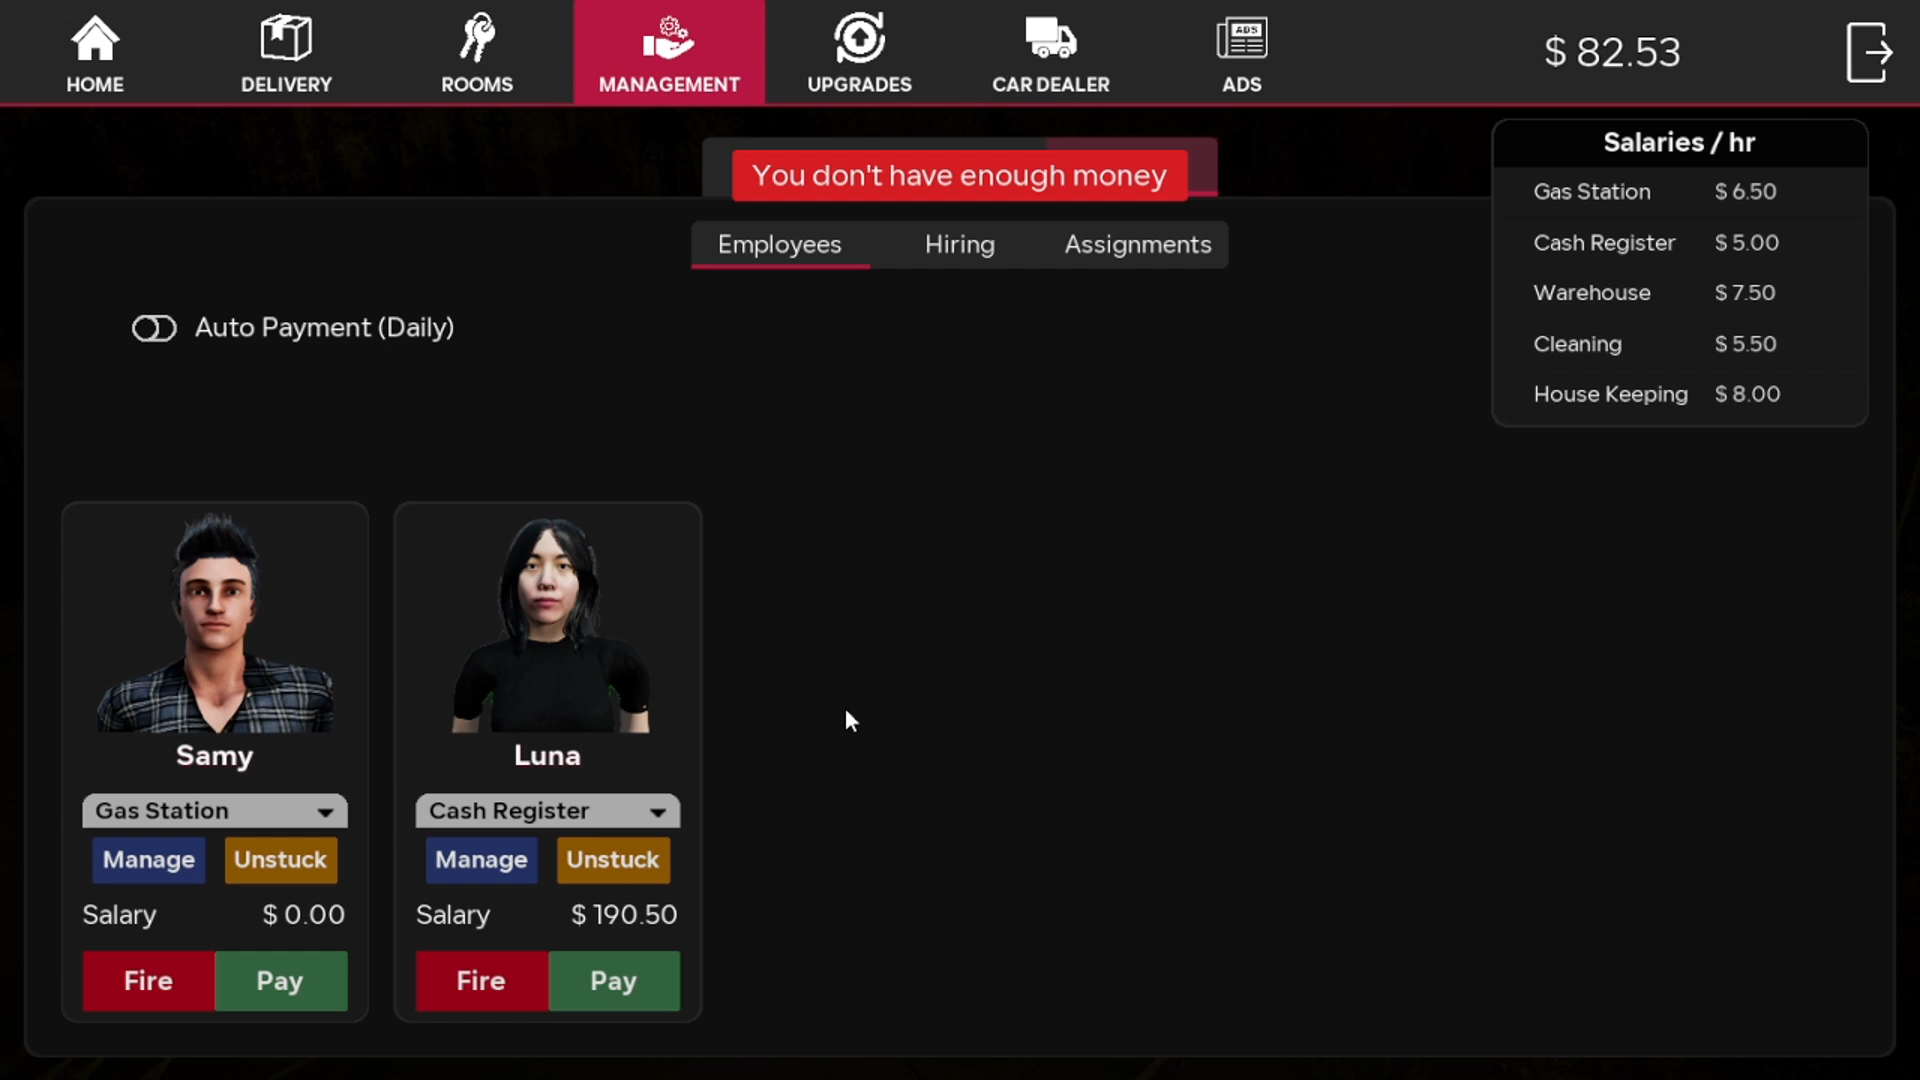 HOME
DELIVERY
ROOMS
MANAGEMENT
UPGRADES
CAR DEALER
ADS
ADS
$ 82.53
You don't have enough money
Salaries / hr
Gas Station $ 6.50
Cash Register $ 5.00
Warehouse $ 7.50
Cleaning $ 5.50
House Keeping $ 8.00
Employees
Hiring
Assignments
Auto Payment (Daily)
Samy
Gas Station
Manage
Unstuck
Salary $ 0.00
Fire
Pay
Luna
Cash Register
Manage
Unstuck
Salary $ 190.50
Fire
Pay